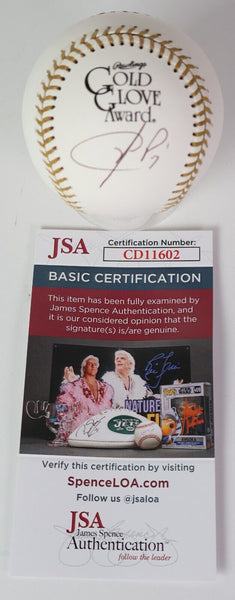 Rawlings
GOLD
GLOVE
Award®
JSA
Certification Number:
CD11602
BASIC CERTIFICATION
This item has been fully examined by
James Spence Authentication, and
it is our considered opinion that the
signature(s) is/are genuine.
NATURE
JETS
Verify this certification by visiting
SpenceLOA.com
Follow us @jsaloa
JSA
James Spence
Authentication
follow the leader